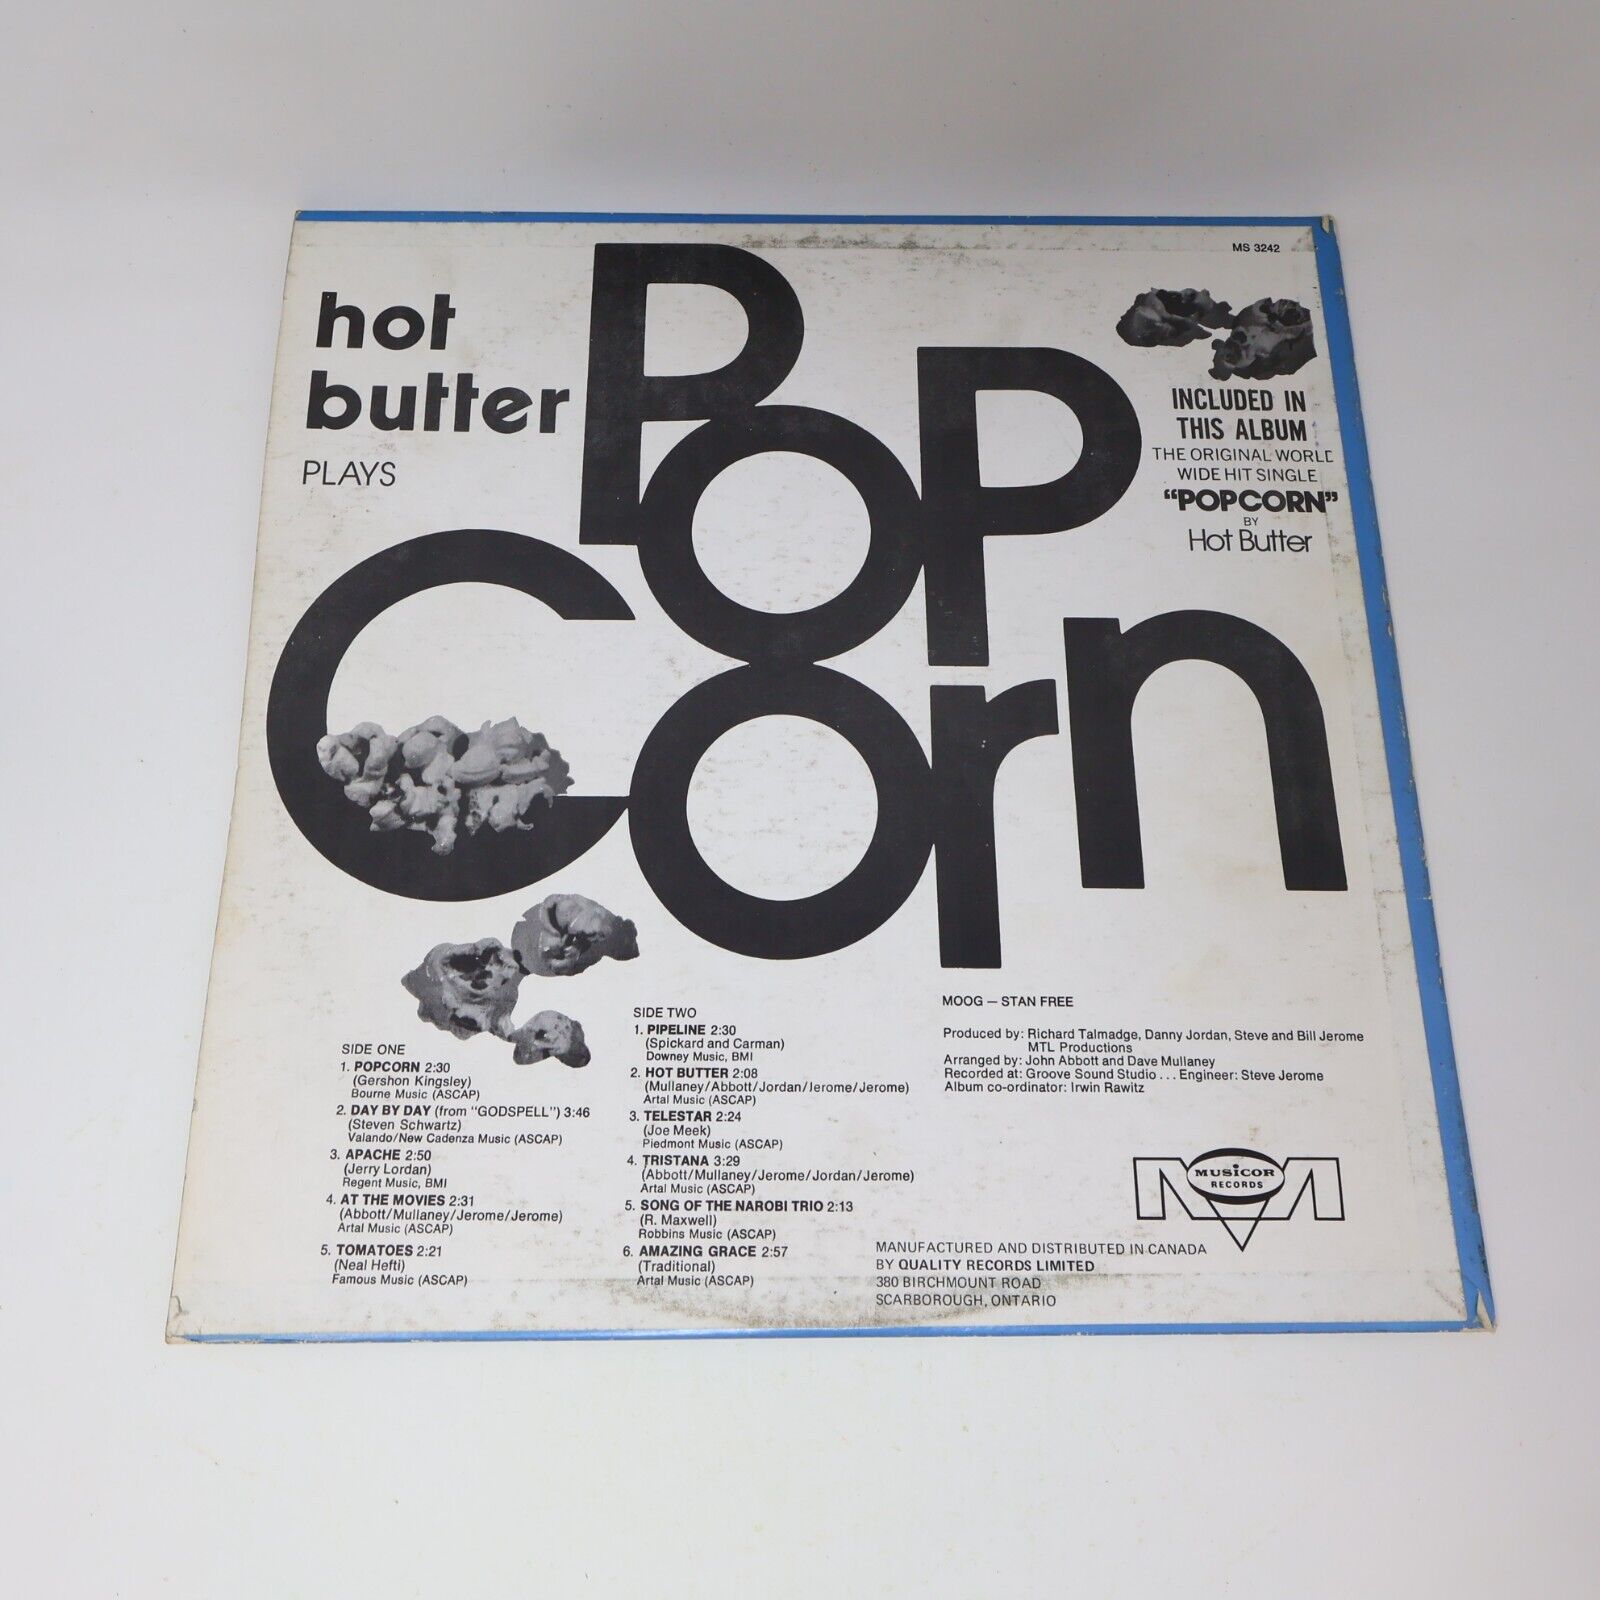 MS 3242
hot
butter
PLAYS
Pop
Corn
INCLUDED IN
THIS ALBUM
THE ORIGINAL WORLD
WIDE HIT SINGLE
“POPCORN”
BY
Hot Butter
SIDE ONE
1. POPCORN 2:30
(Gershon Kingsley)
Bourne Music (ASCAP)
2. DAY BY DAY (from "GODSPELL") 3:46
(Steven Schwartz)
Valando/New Cadenza Music (ASCAP)
3. APACHE 2:50
(Jerry Lordan)
Regent Music, BMI
4. AT THE MOVIES 2:31
(Abbott/Mullaney/Jerome/Jerome)
Artal Music (ASCAP)
5. TOMATOES 2:21
(Neal Hefti)
Famous Music (ASCAP)
SIDE TWO
1. PIPELINE 2:30
(Spickard and Carman)
Downey Music, BMI
2. HOT BUTTER 2:08
(Mullaney/Abbott/Jordan/Jerome/Jerome)
Artal Music (ASCAP)
3. TELESTAR 2:24
(Joe Meek)
Piedmont Music (ASCAP)
4. TRISTANA 3:29
(Abbott/Mullaney/Jerome/Jordan/Jerome)
Artal Music (ASCAP)
5. SONG OF THE NAROBI TRIO 2:13
(R. Maxwell)
Robbins Music (ASCAP)
6. AMAZING GRACE 2:57
(Traditional)
Artal Music (ASCAP)
MOOG — STAN FREE
Produced by: Richard Talmadge, Danny Jordan, Steve and Bill Jerome
MTL Productions
Arranged by: John Abbott and Dave Mullaney
Recorded at: Groove Sound Studio . . . Engineer: Steve Jerome
Album co-ordinator: Irwin Rawitz
MUSICOR
RECORDS
MANUFACTURED AND DISTRIBUTED IN CANADA
BY QUALITY RECORDS LIMITED
380 BIRCHMOUNT ROAD
SCARBOROUGH, ONTARIO